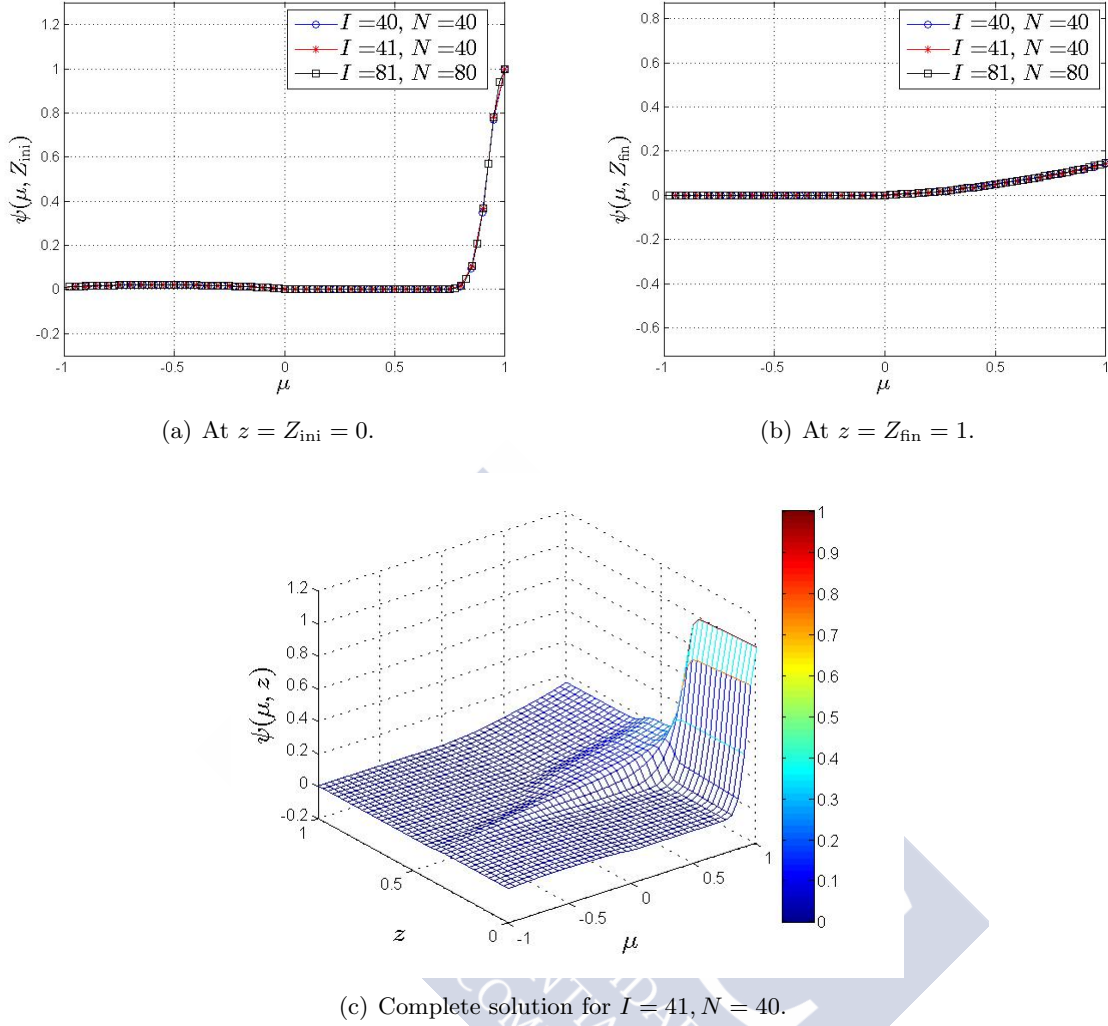 I =40, N =40
I =41, N =40
I =81, N =80
1.2
1
0.8
0.6
0.4
0.2
0
-0.2
ψ(μ, Z_ini)
-1 -0.5 0 0.5 1
μ
(a) At z = Z_ini = 0.
I =40, N =40
I =41, N =40
I =81, N =80
0.8
0.6
0.4
0.2
0
-0.2
-0.4
-0.6
ψ(μ, Z_fin)
-1 -0.5 0 0.5 1
μ
(b) At z = Z_fin = 1.
1.2
1
0.8
0.6
0.4
0.2
0
-0.2
ψ(μ, z)
1 0.5 0
z
-1 -0.5 0 0.5 1
μ
1
0.9
0.8
0.7
0.6
0.5
0.4
0.3
0.2
0.1
0
(c) Complete solution for I = 41, N = 40.